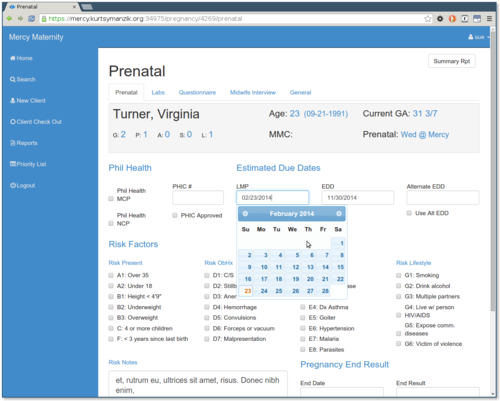 Prenatal
https://mercy.kurtsymanzik.org:34975/pregnancy/4269/prenatal
Mercy Maternity
sue
Home
Search
New Client
Client Check Out
Reports
Priority List
Logout
Summary Rpt
Prenatal
Prenatal Labs Questionnaire Midwife Interview General
Turner, Virginia
Age: 23 (09-21-1991)
Current GA: 31 3/7
G: 2 P: 1 A: 0 S: 0 L: 1
MMC:
Prenatal: Wed @ Mercy
Phil Health
Estimated Due Dates
Phil Health MCP
PHIC #
LMP
EDD
Alternate EDD
02/23/2014
11/30/2014
Phil Health NCP
PHIC Approved
Use Alt EDD
February 2014
Su Mo Tu We Th Fr Sa
1
2 3 4 5 6 7 8
9 10 11 12 13 14 15
16 17 18 19 20 21 22
23 24 25 26 27 28
Risk Factors
Risk Present
A1: Over 35
A2: Under 18
B1: Height < 4'9"
B2: Underweight
B3: Overweight
C: 4 or more children
F: < 3 years since last birth
Risk ObHx
D1: C/S
D2: Stillb
D3: Aner
D4: Hemorrhage
D5: Convulsions
D6: Forceps or vacuum
D7: Malpresentation
E4: Dx Asthma
E5: Goiter
E6: Hypertension
E7: Malaria
E8: Parasites
Risk Lifestyle
G1: Smoking
G2: Drink alcohol
G3: Multiple partners
G4: Live w/ person
HIV/AIDS
G5: Expose comm.
diseases
G6: Victim of violence
Risk Notes
et, rutrum eu, ultrices sit amet, risus. Donec nibh
enim,
Pregnancy End Result
End Date
End Result